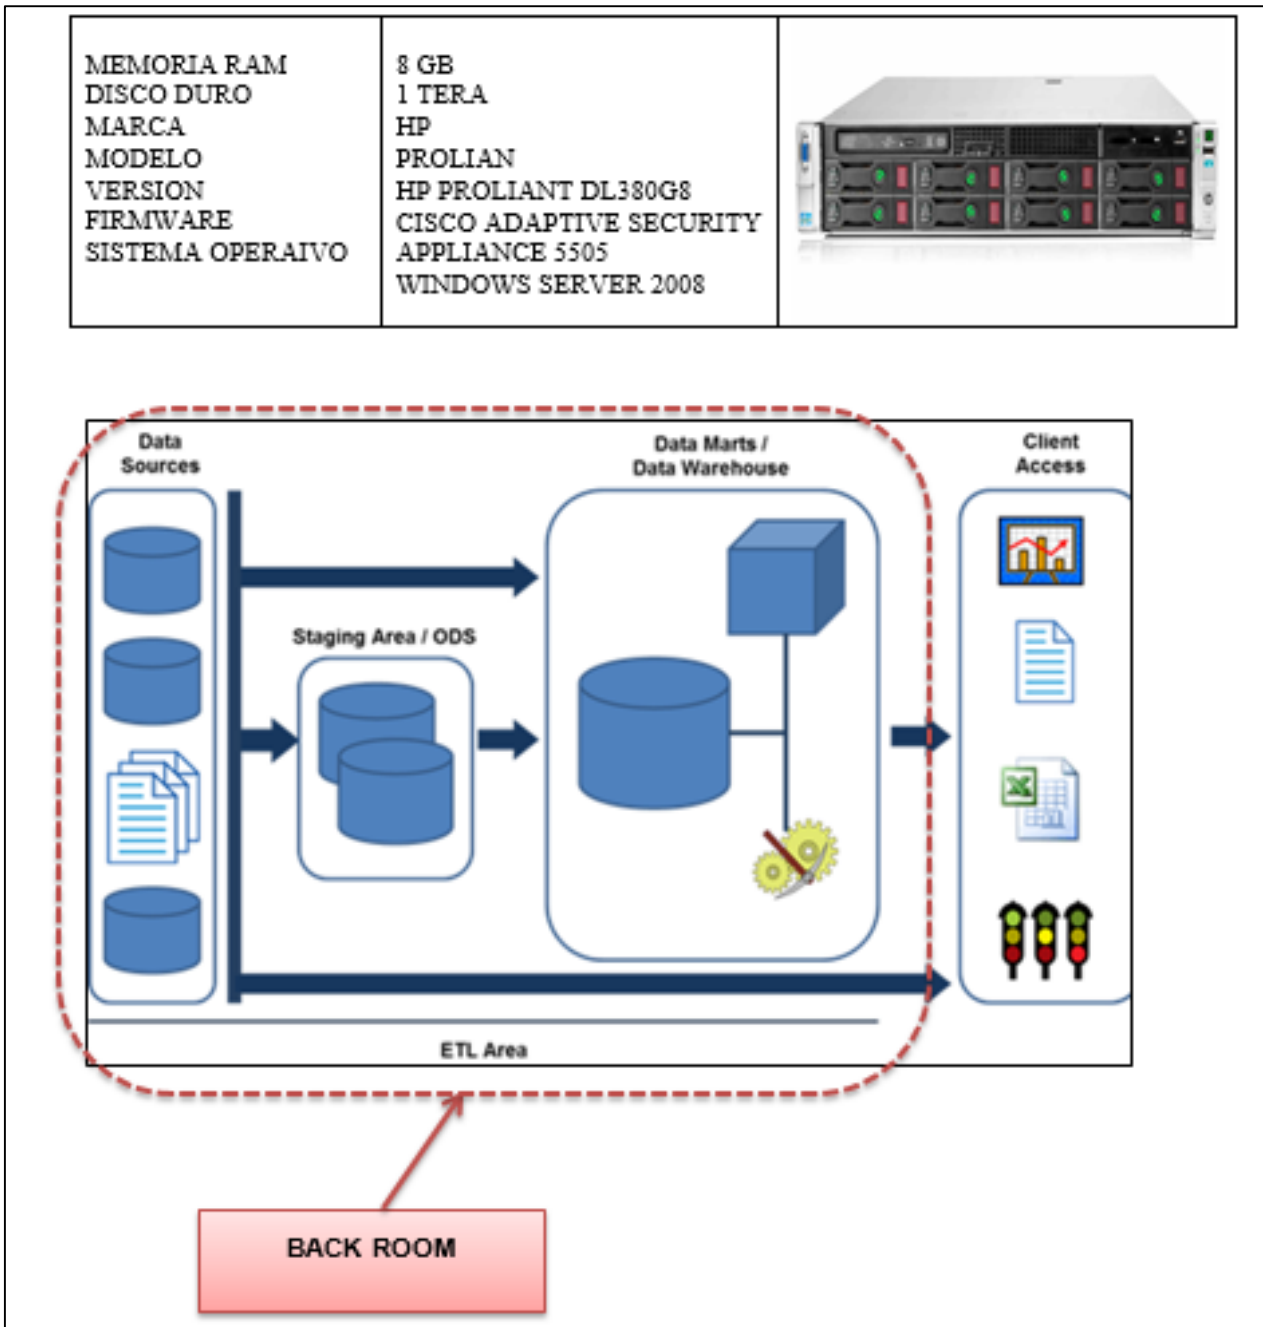 MEMORIA RAM
DISCO DURO
MARCA
MODELO
VERSION
FIRMWARE
SISTEMA OPERAIVO
8 GB
1 TERA
HP
PROLIAN
HP PROLIANT DL380G8
CISCO ADAPTIVE SECURITY
APPLIANCE 5505
WINDOWS SERVER 2008
Data
Sources
Staging Area / ODS
Data Marts /
Data Warehouse
Client
Access
ETL Area
BACK ROOM